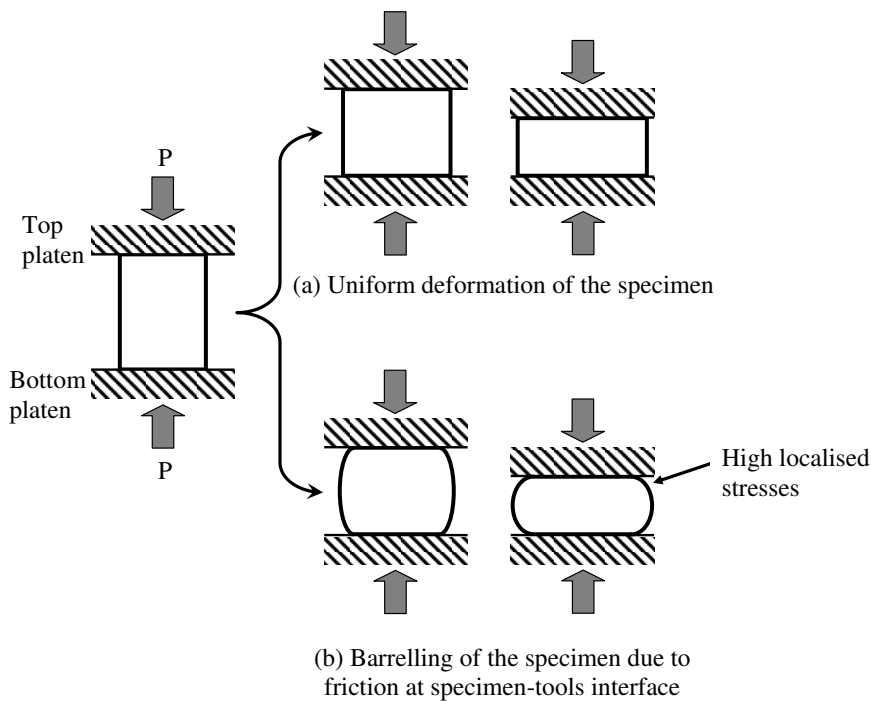 P
Top
platen
Bottom
platen
P
(a) Uniform deformation of the specimen
High localised
stresses
(b) Barrelling of the specimen due to
friction at specimen-tools interface